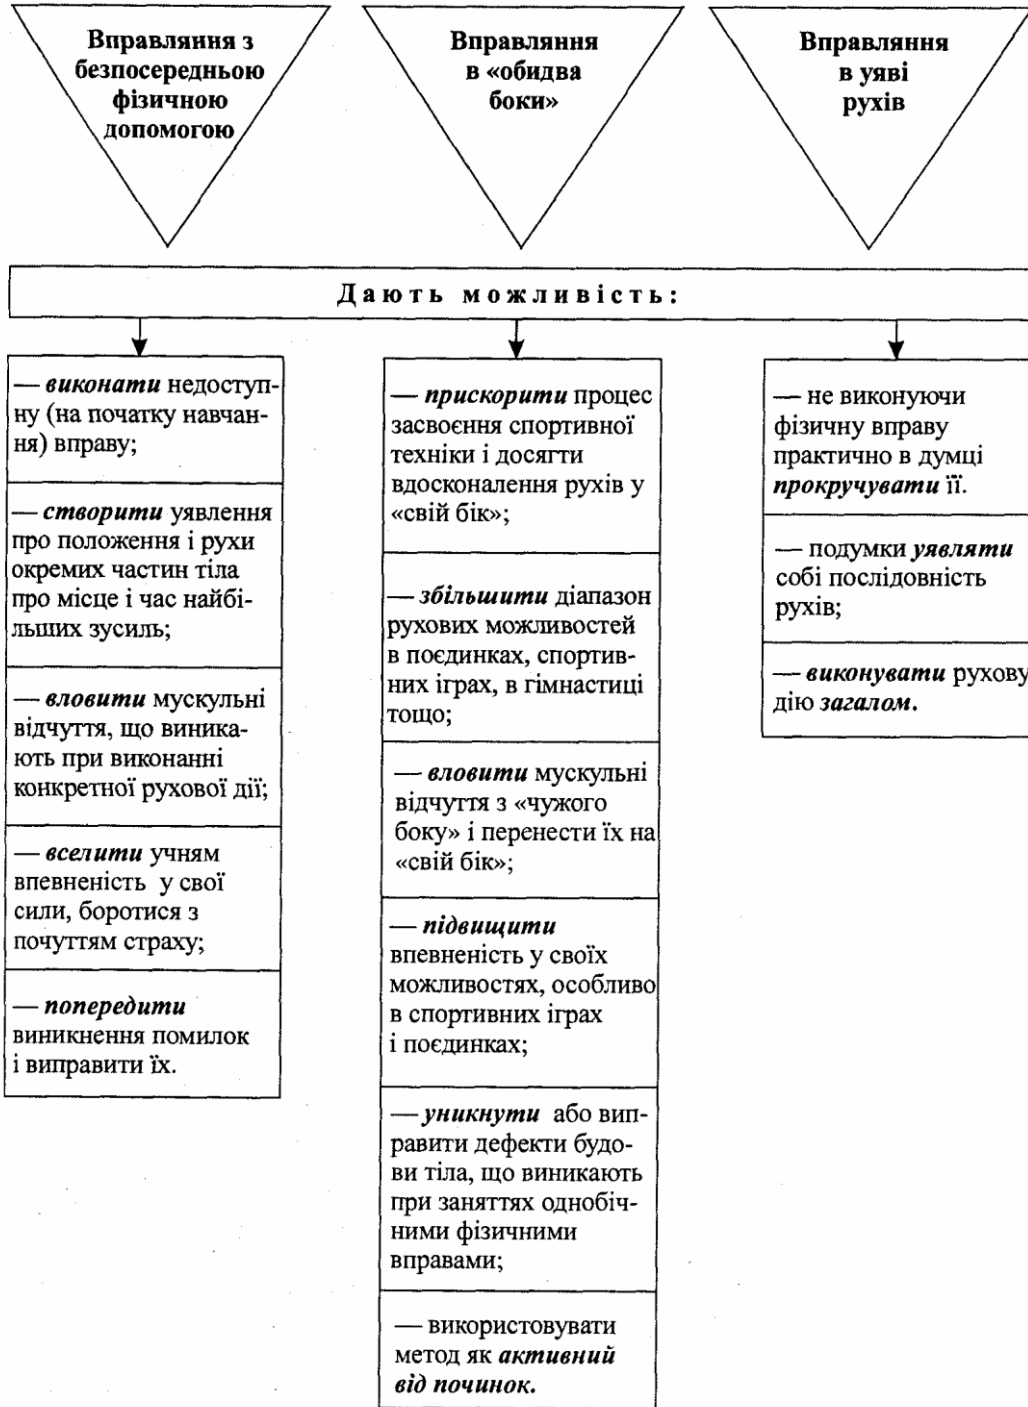 Вправляння з
безпосередньою
фізичною
допомогою
Вправляння
в «обидва
боки»
Вправляння
в уяві
рухів
Дають можливість:
— виконати недоступ-
ну (на початку навчан-
ня) вправу;
— створити уявлення
про положення і рухи
окремих частин тіла
про місце і час найбі-
льших зусиль;
— вловити мускульні
відчуття, що виника-
ють при виконанні
конкретної рухової дії;
— вселити учням
впевненість у свої
сили, боротися з
почуттям страху;
— попередити
виникнення помилок
і виправити їх.
— прискорити процес
засвоєння спортивної
техніки і досягти
вдосконалення рухів у
«свій бік»;
— збільшити діапазон
рухових можливостей
в поєдинках, спортив-
них іграх, в гімнастиці
тощо;
— вловити мускульні
відчуття з «чужого
боку» і перенести їх на
«свій бік»;
— підвищити
впевненість у своїх
можливостях, особливо
в спортивних іграх
і поєдинках;
— уникнути або вип-
равити дефекти будо-
ви тіла, що виникають
при заняттях однобіч-
ними фізичними
вправами;
— використовувати
метод як активний
від починок.
— не виконуючи
фізичну вправу
практично в думці
прокручувати її.
— подумки уявляти
собі послідовність
рухів;
— виконувати рухову
дію загалом.